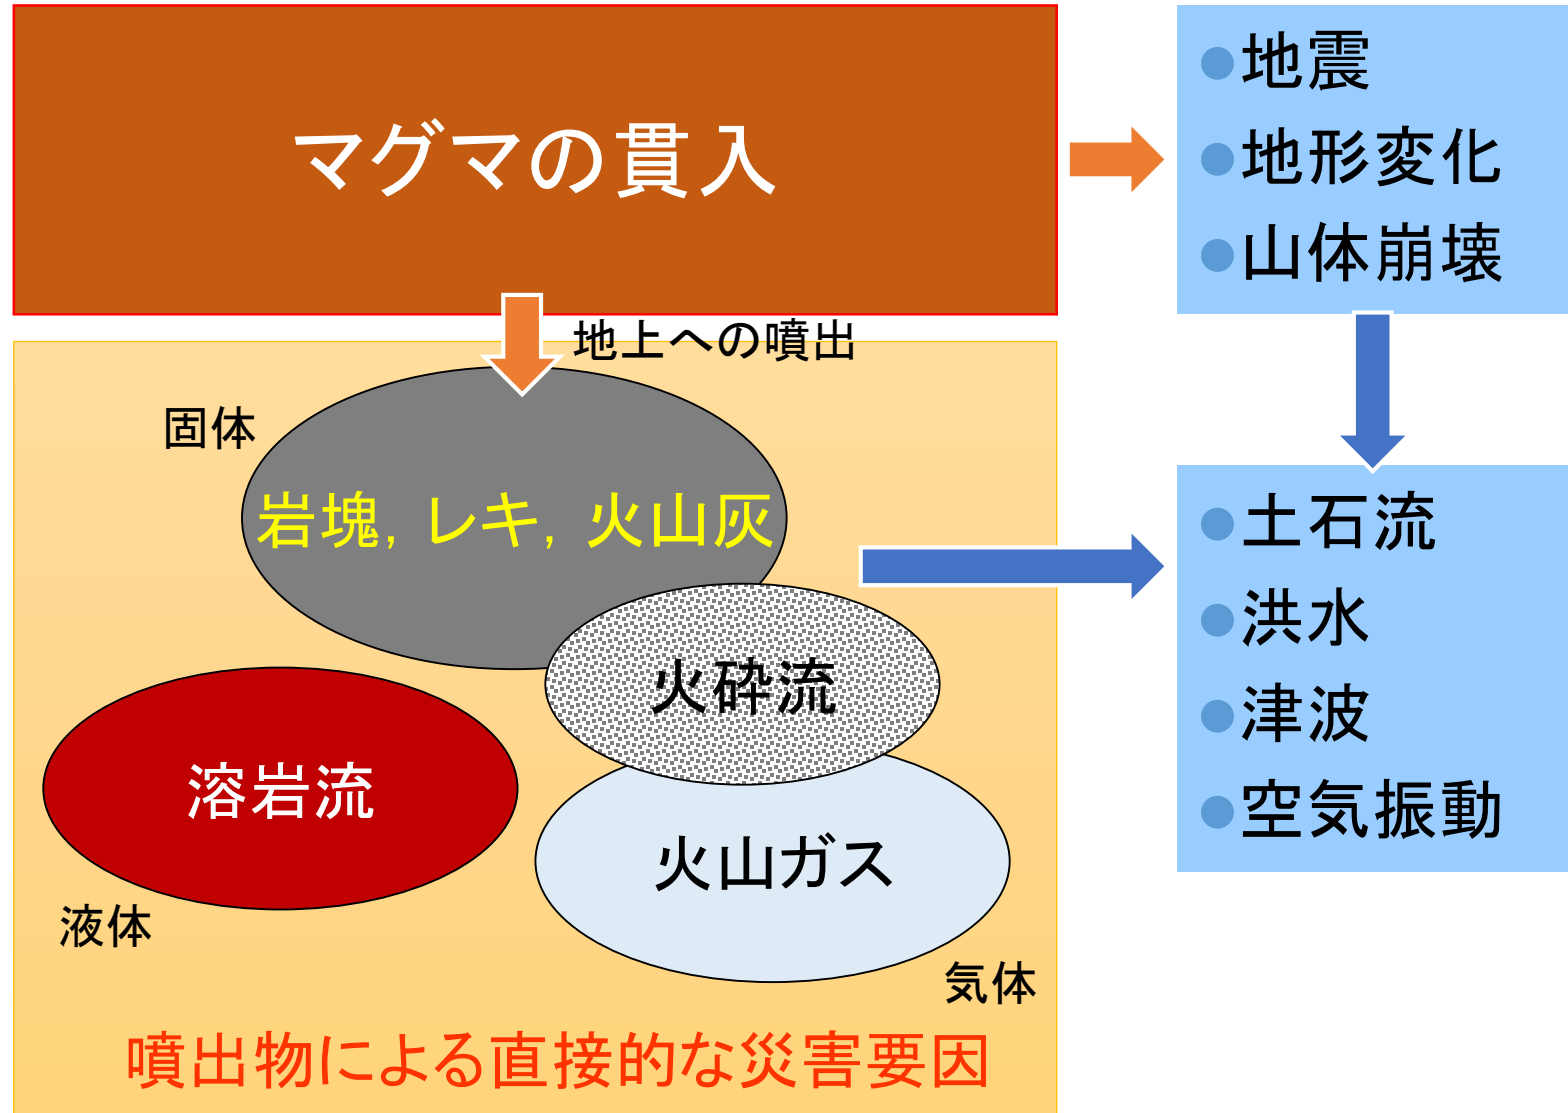 マグマの貫入
地上への噴出
固体
岩塊, レキ, 火山灰
火砕流
溶岩流
火山ガス
液体
気体
噴出物による直接的な災害要因
●地震
●地形変化
●山体崩壊
●土石流
●洪水
●津波
●空気振動